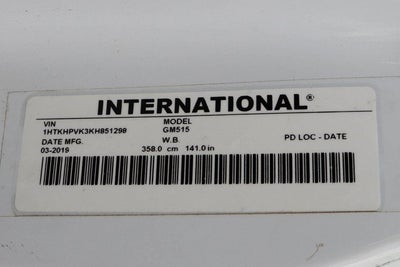 INTERNATIONAL®
VIN MODEL
1HTKHPVK3KH851298 GM515
DATE MFG. W.B. PD LOC - DATE
03-2019 358.0 cm 141.0 in